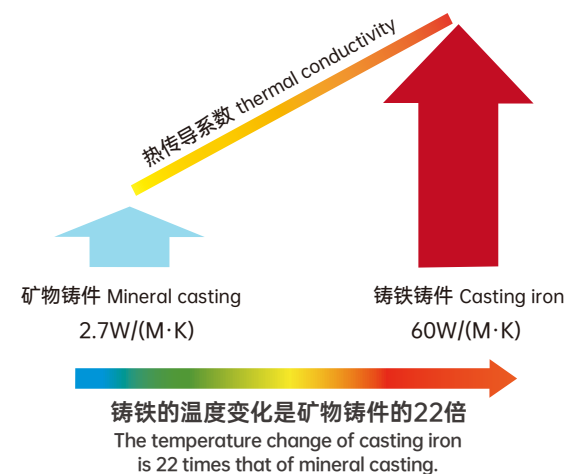 热传导系数 thermal conductivity
矿物铸件 Mineral casting
2.7W/(M·K)
铸铁铸件 Casting iron
60W/(M·K)
铸铁的温度变化是矿物铸件的22倍
The temperature change of casting iron
is 22 times that of mineral casting.